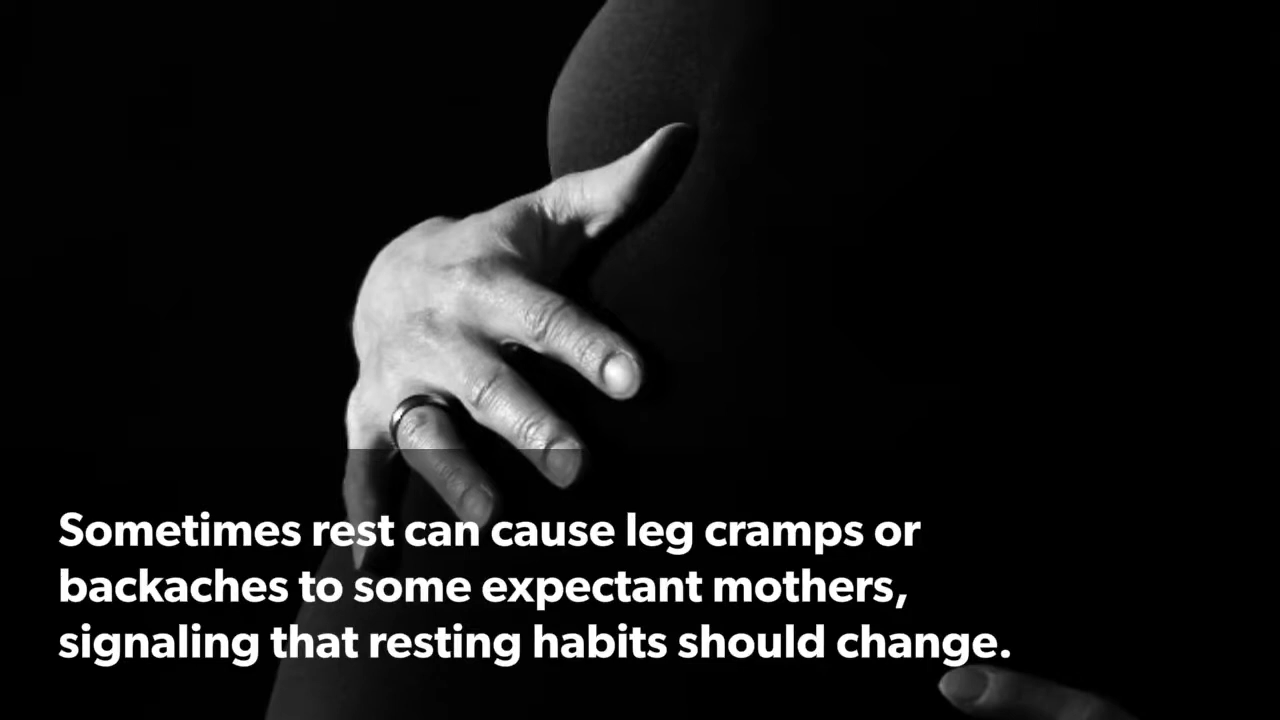 Sometimes rest can cause leg cramps or
backaches to some expectant mothers,
signaling that resting habits should change.